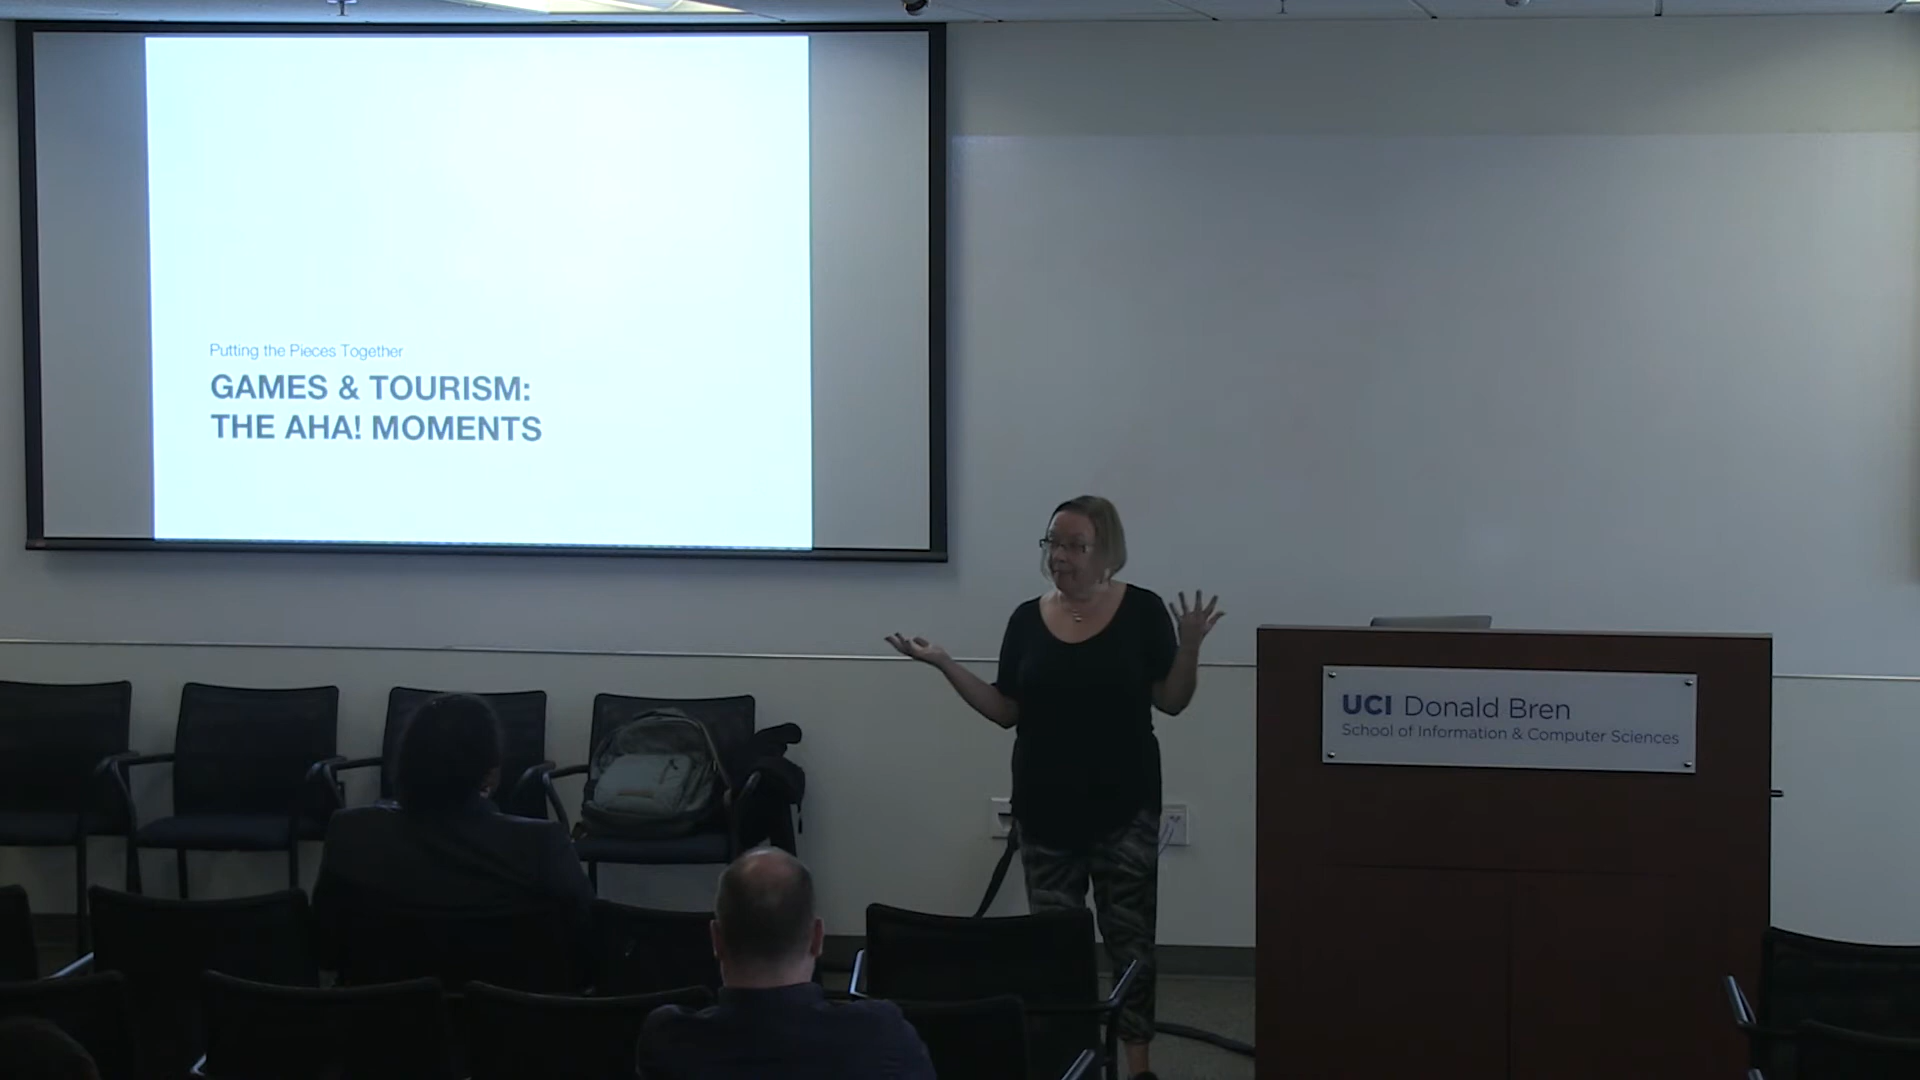 Putting the Pieces Together
GAMES & TOURISM:
THE AHA! MOMENTS
UCI Donald Bren
School of Information & Computer Sciences